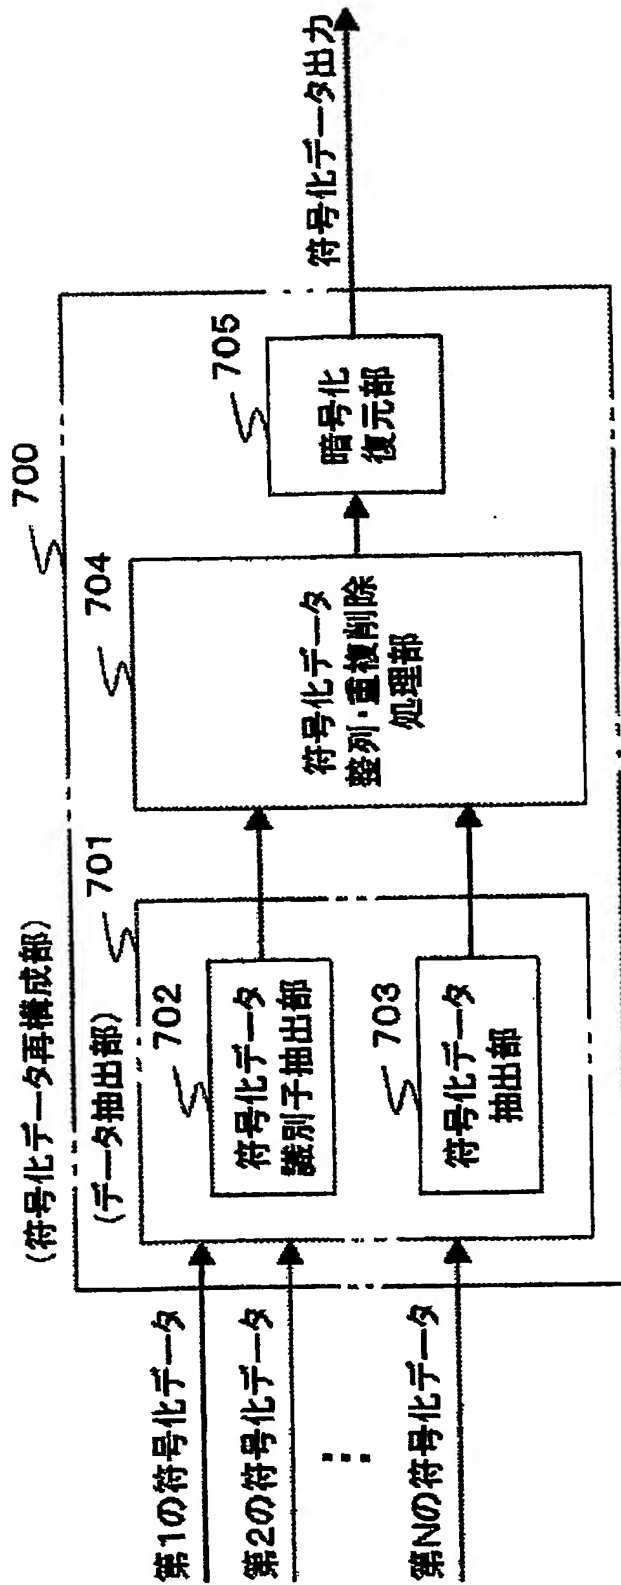 700
(符号化データ再構成部)
701
(データ抽出部)
第1の符号化データ
第2の符号化データ
第Nの符号化データ
702
符号化データ
識別子抽出部
703
符号化データ
抽出部
704
符号化データ
整列・重複削除
処理部
705
暗号化
復元部
符号化データ出力